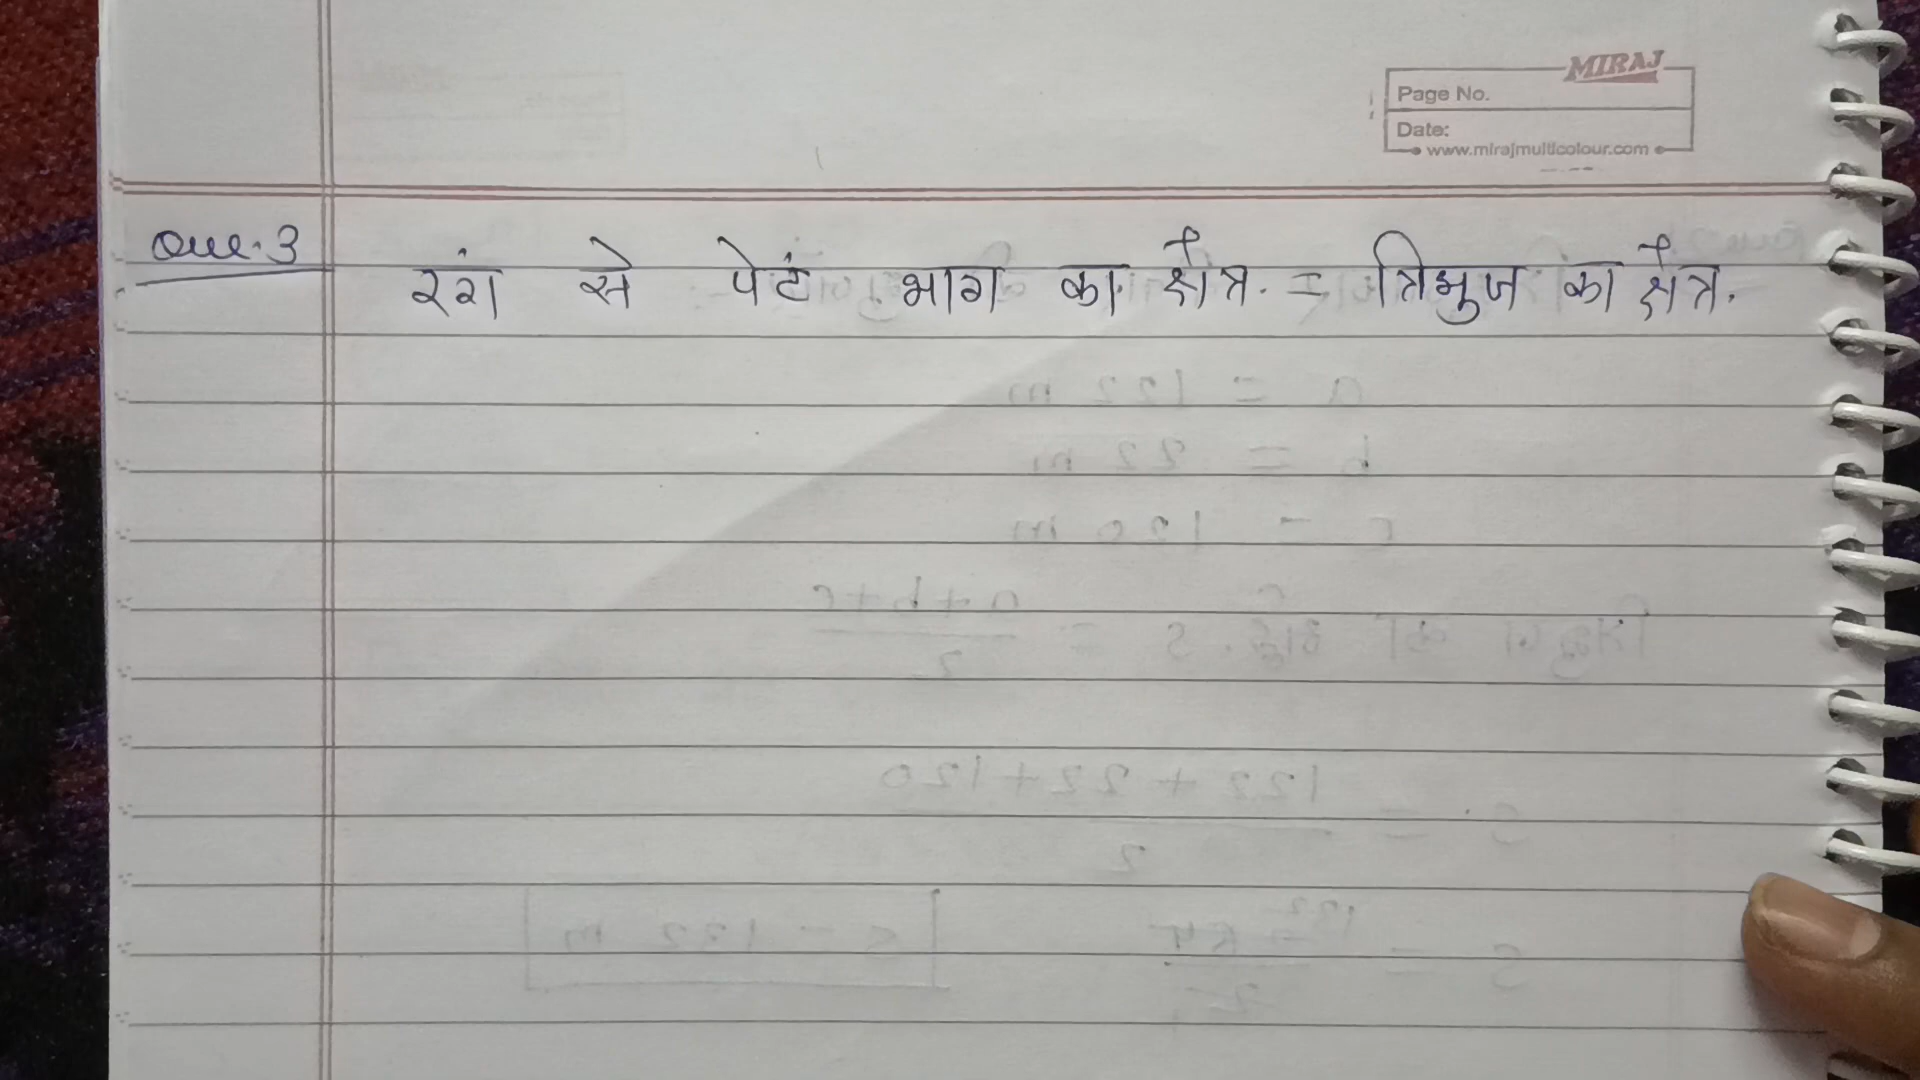 MIRAJ
Page No.
Date:
www.mirajmulticolour.com
Que.3 रंग से पेटं भाग का क्षेत्र. = त्रिभुज का क्षेत्र.